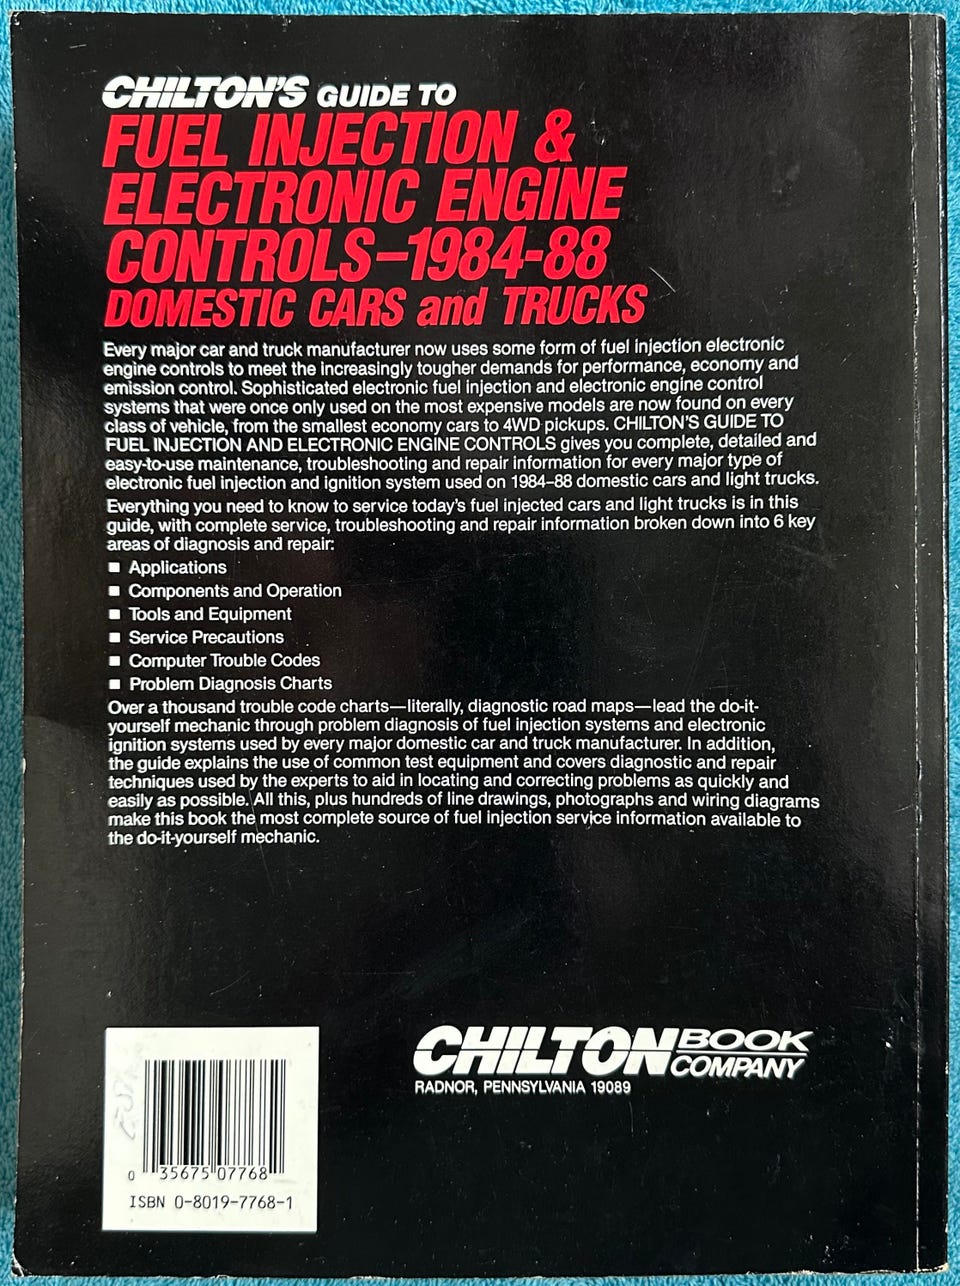 CHILTON'S GUIDE TO
FUEL INJECTION &
ELECTRONIC ENGINE
CONTROLS–1984-88
DOMESTIC CARS and TRUCKS
Every major car and truck manufacturer now uses some form of fuel injection electronic
engine controls to meet the increasingly tougher demands for performance, economy and
emission control. Sophisticated electronic fuel injection and electronic engine control
systems that were once only used on the most expensive models are now found on every
class of vehicle, from the smallest economy cars to 4WD pickups. CHILTON'S GUIDE TO
FUEL INJECTION AND ELECTRONIC ENGINE CONTROLS gives you complete, detailed and
easy-to-use maintenance, troubleshooting and repair information for every major type of
electronic fuel injection and ignition system used on 1984–88 domestic cars and light trucks.
Everything you need to know to service today's fuel injected cars and light trucks is in this
guide, with complete service, troubleshooting and repair information broken down into 6 key
areas of diagnosis and repair:
■ Applications
■ Components and Operation
■ Tools and Equipment
■ Service Precautions
■ Computer Trouble Codes
■ Problem Diagnosis Charts
Over a thousand trouble code charts—literally, diagnostic road maps—lead the do-it-
yourself mechanic through problem diagnosis of fuel injection systems and electronic
ignition systems used by every major domestic car and truck manufacturer. In addition,
the guide explains the use of common test equipment and covers diagnostic and repair
techniques used by the experts to aid in locating and correcting problems as quickly and
easily as possible. All this, plus hundreds of line drawings, photographs and wiring diagrams
make this book the most complete source of fuel injection service information available to
the do-it-yourself mechanic.
CHILTON BOOK COMPANY
RADNOR, PENNSYLVANIA 19089
0 35675 07768
ISBN 0-8019-7768-1